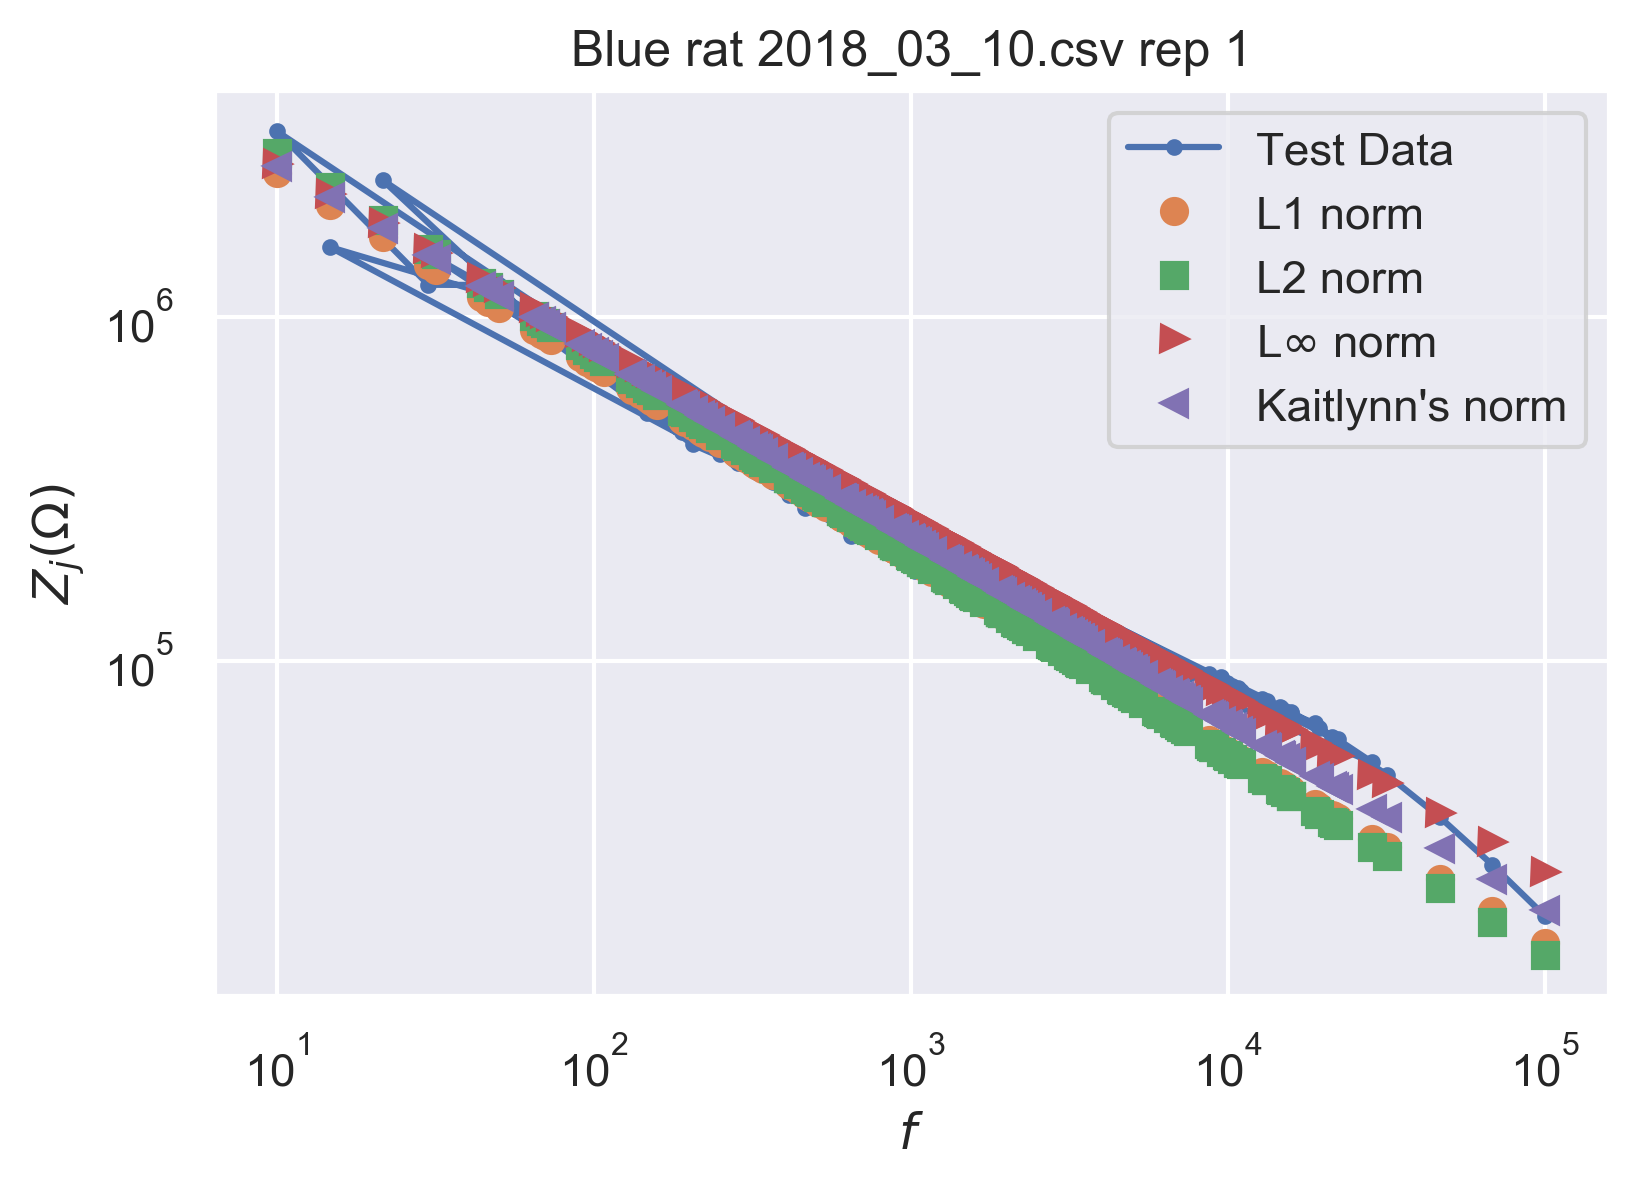 Blue rat 2018_03_10.csv rep 1
Test Data
L1 norm
L2 norm
L∞ norm
Kaitlynn's norm
10^6
10^5
Z_j(Ω)
10^1 10^2 10^3 10^4 10^5
f